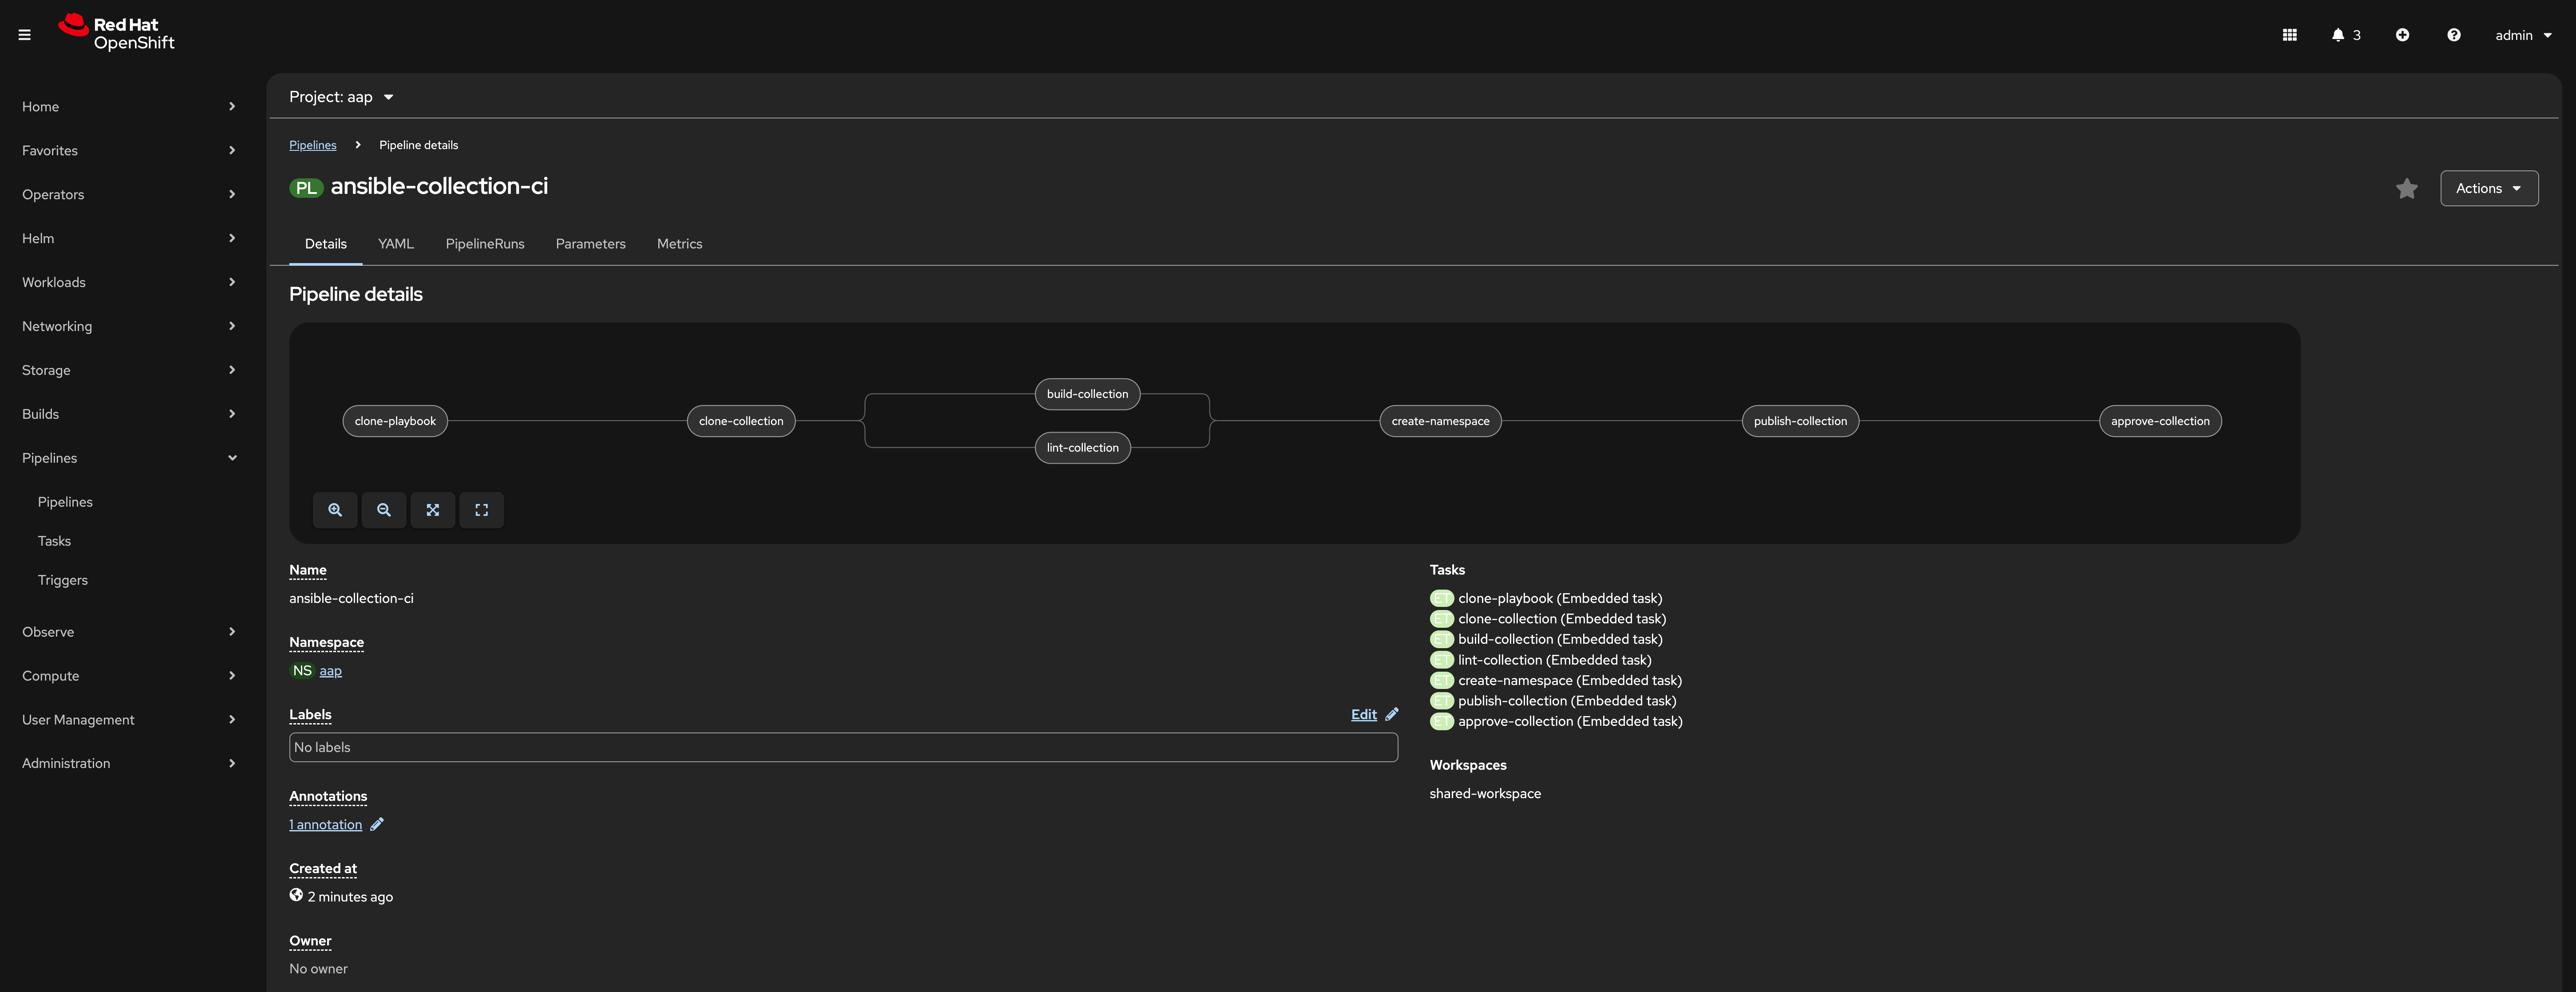 Red Hat
OpenShift
3
admin
Home
Favorites
Operators
Helm
Workloads
Networking
Storage
Builds
Pipelines
Pipelines
Tasks
Triggers
Observe
Compute
User Management
Administration
Project: aap
Pipelines
Pipeline details
PL ansible-collection-ci
Actions
Details YAML PipelineRuns Parameters Metrics
Pipeline details
clone-playbook
clone-collection
build-collection
lint-collection
create-namespace
publish-collection
approve-collection
Name
ansible-collection-ci
Namespace
NS aap
Labels
Edit
No labels
Annotations
1 annotation
Created at
2 minutes ago
Owner
No owner
Tasks
ET clone-playbook (Embedded task)
ET clone-collection (Embedded task)
ET build-collection (Embedded task)
ET lint-collection (Embedded task)
ET create-namespace (Embedded task)
ET publish-collection (Embedded task)
ET approve-collection (Embedded task)
Workspaces
shared-workspace